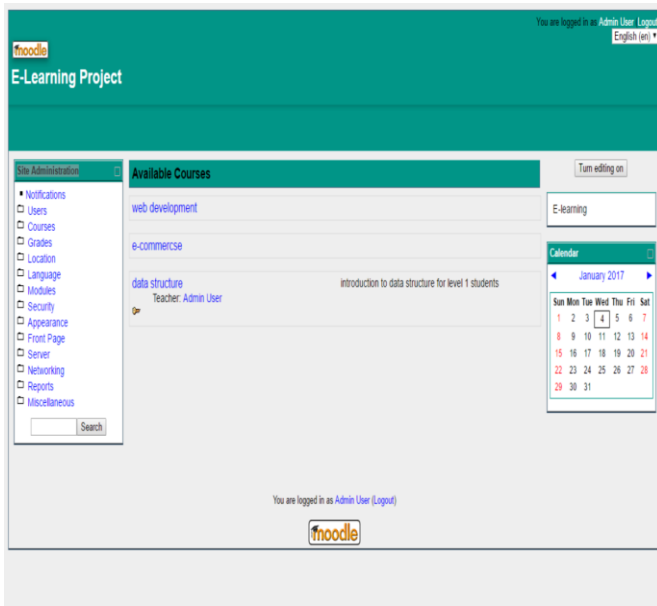 You are logged in as Admin User Logout
English (en)
moodle
E-Learning Project
Site Administration
Notifications
Users
Courses
Grades
Location
Language
Modules
Security
Appearance
Front Page
Server
Networking
Reports
Miscellaneous
Search
Available Courses
web development
e-commercse
data structure
introduction to data structure for level 1 students
Teacher: Admin User
Turn editing on
E-learning
Calendar
January 2017
Sun Mon Tue Wed Thu Fri Sat
1 2 3 4 5 6 7
8 9 10 11 12 13 14
15 16 17 18 19 20 21
22 23 24 25 26 27 28
29 30 31
You are logged in as Admin User (Logout)
moodle